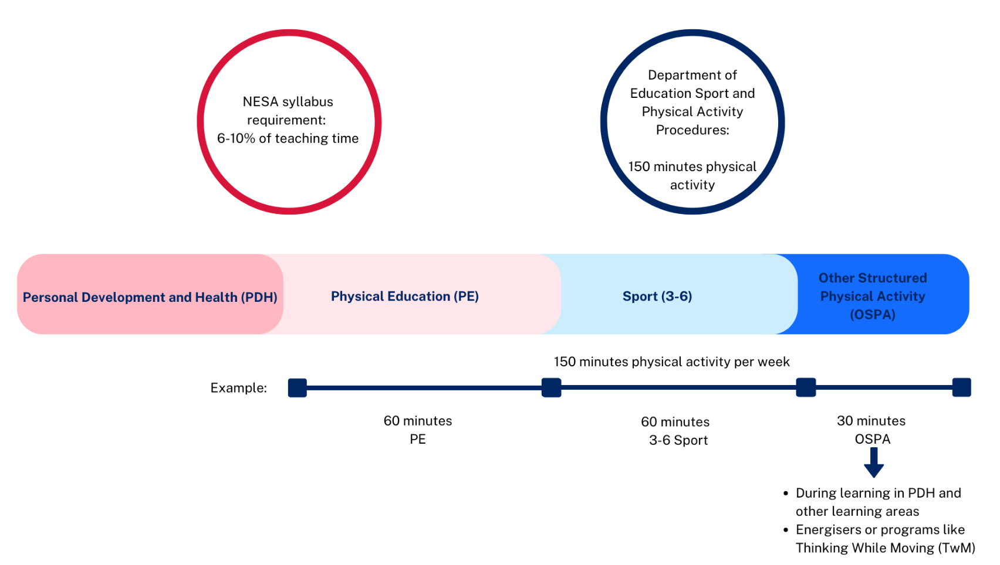 NESA syllabus
requirement:
6-10% of teaching time
Department of
Education Sport and
Physical Activity
Procedures:
150 minutes physical
activity
Personal Development and Health (PDH)
Physical Education (PE)
Sport (3-6)
Other Structured
Physical Activity
(OSPA)
150 minutes physical activity per week
Example:
60 minutes
PE
60 minutes
3-6 Sport
30 minutes
OSPA
• During learning in PDH and
other learning areas
• Energisers or programs like
Thinking While Moving (TwM)